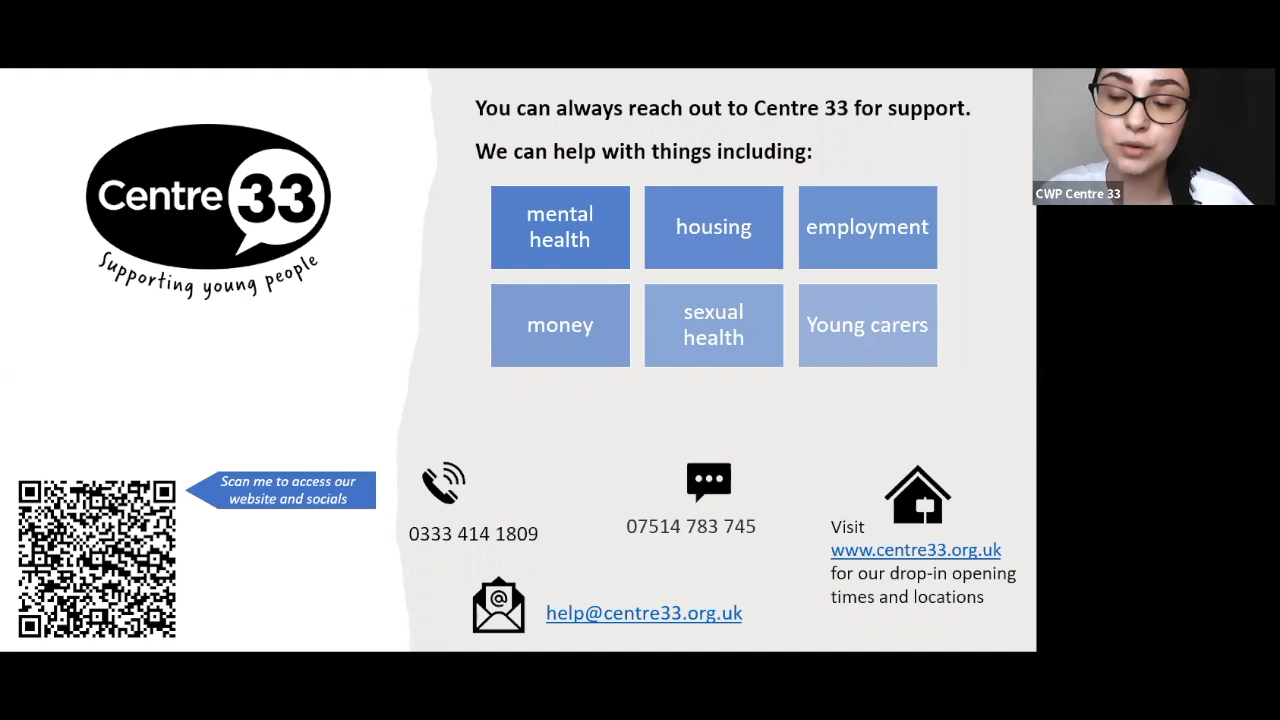 Centre 33
Supporting young people
Scan me to access our
website and socials
You can always reach out to Centre 33 for support.
We can help with things including:
mental
health
housing
employment
money
sexual
health
Young carers
0333 414 1809
07514 783 745
Visit
www.centre33.org.uk
for our drop-in opening
times and locations
@
help@centre33.org.uk
CWP Centre 33